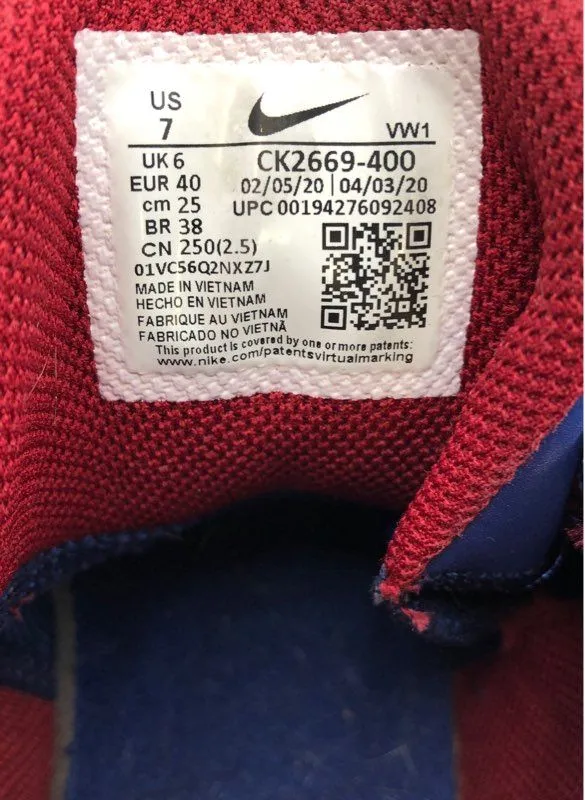 US
7
VW1
UK 6
EUR 40
cm 25
BR 38
CN 250(2.5)
CK2669-400
02/05/20 | 04/03/20
UPC 00194276092408
01VC56Q2NXZ7J
MADE IN VIETNAM
HECHO EN VIETNAM
FABRIQUE AU VIETNAM
FABRICADO NO VIETNÃ
This product is covered by one or more patents:
www.nike.com/patentsvirtualmarking